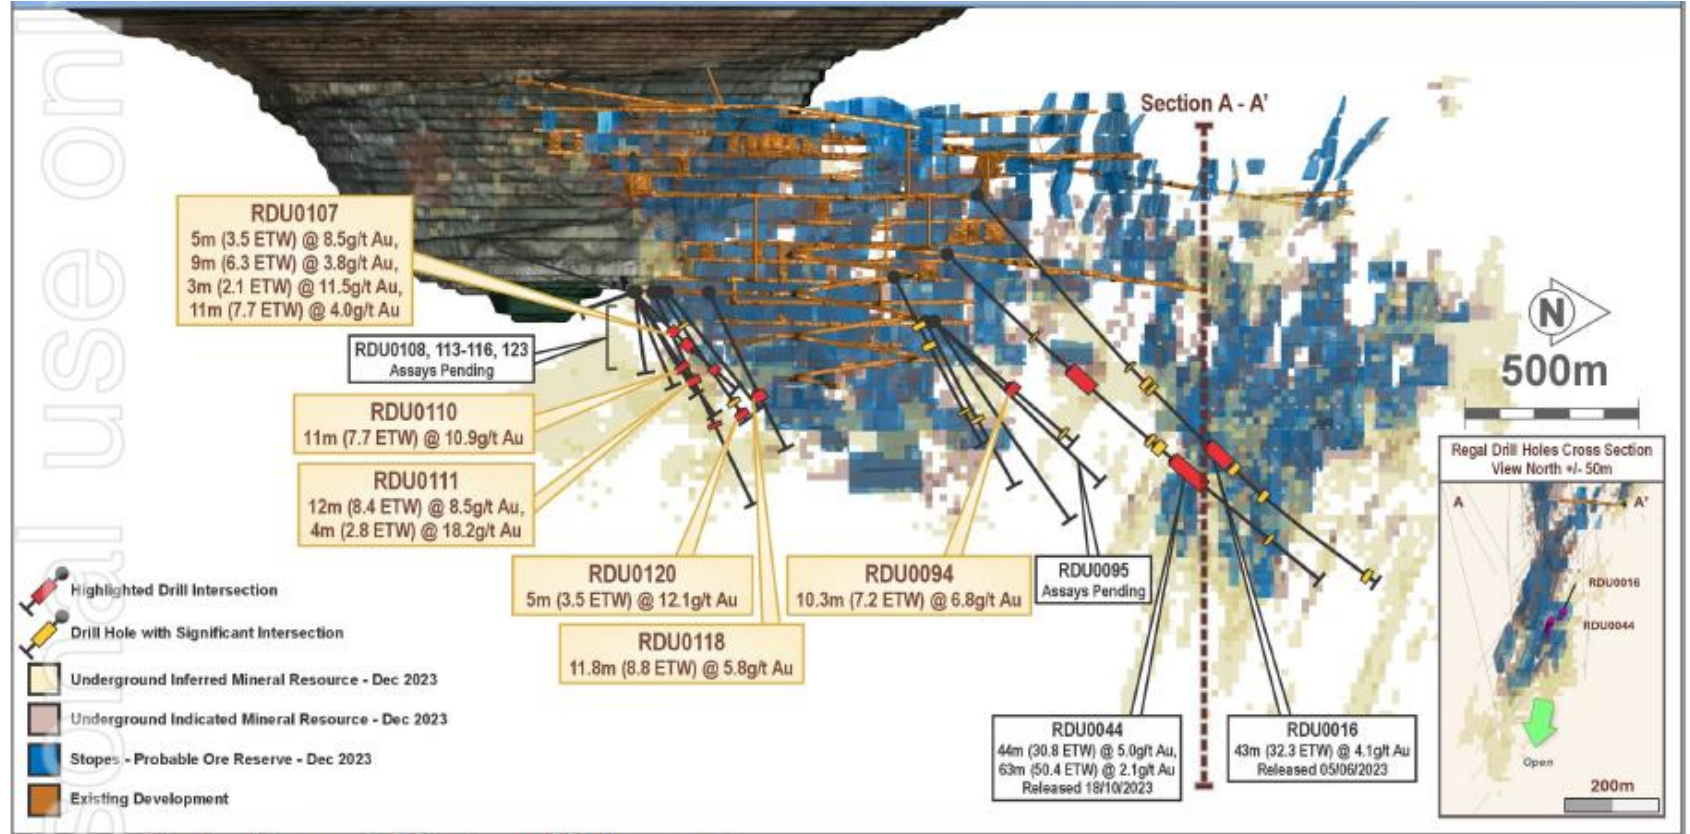 sonal use onl
Section A - A'
RDU0107
5m (3.5 ETW) @ 8.5g/t Au,
9m (6.3 ETW) @ 3.8g/t Au,
3m (2.1 ETW) @ 11.5g/t Au,
11m (7.7 ETW) @ 4.0g/t Au
RDU0108, 113-116, 123
Assays Pending
RDU0110
11m (7.7 ETW) @ 10.9g/t Au
RDU0111
12m (8.4 ETW) @ 8.5g/t Au,
4m (2.8 ETW) @ 18.2g/t Au
RDU0120
5m (3.5 ETW) @ 12.1g/t Au
RDU0118
11.8m (8.8 ETW) @ 5.8g/t Au
RDU0094
10.3m (7.2 ETW) @ 6.8g/t Au
RDU0095
Assays Pending
RDU0044
44m (30.8 ETW) @ 5.0g/t Au,
63m (50.4 ETW) @ 2.1g/t Au
Released 18/10/2023
RDU0016
43m (32.3 ETW) @ 4.1g/t Au
Released 05/06/2023
N
500m
Regal Drill Holes Cross Section
View North +/- 50m
A
A'
RDU0016
RDU0044
Open
200m
Highlighted Drill Intersection
Drill Hole with Significant Intersection
Underground Inferred Mineral Resource - Dec 2023
Underground Indicated Mineral Resource - Dec 2023
Stopes - Probable Ore Reserve - Dec 2023
Existing Development